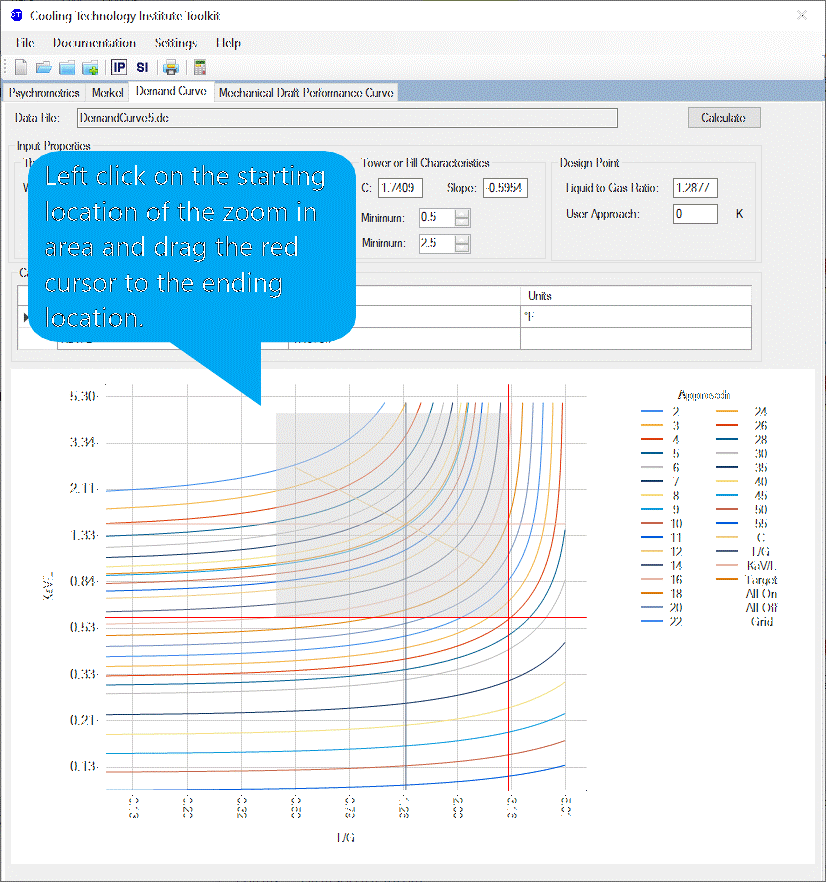 Cooling Technology Institute Toolkit
File Documentation Settings Help
IP SI
Psychrometrics Merkel Demand Curve Mechanical Draft Performance Curve
Data File: DemandCurve5.dc Calculate
Input Properties
Left click on the starting
location of the zoom in
area and drag the red
cursor to the ending
location.
Tower or Fill Characteristics
C: 1.7409 Slope: -0.5954
Minimum: 0.5
Minimum: 2.5
Design Point
Liquid to Gas Ratio: 1.2877
User Approach: 0 K
Units
°F
5.30
3.34
2.11
1.33
0.84
0.53
0.33
0.21
0.13
KaV/L
L/G
Approach
2 24
3 26
4 28
5 30
6 35
7 40
8 45
9 50
10 55
11 C
12 L/G
14 KaV/L
16 Target
18 All On
20 All Off
22 Grid